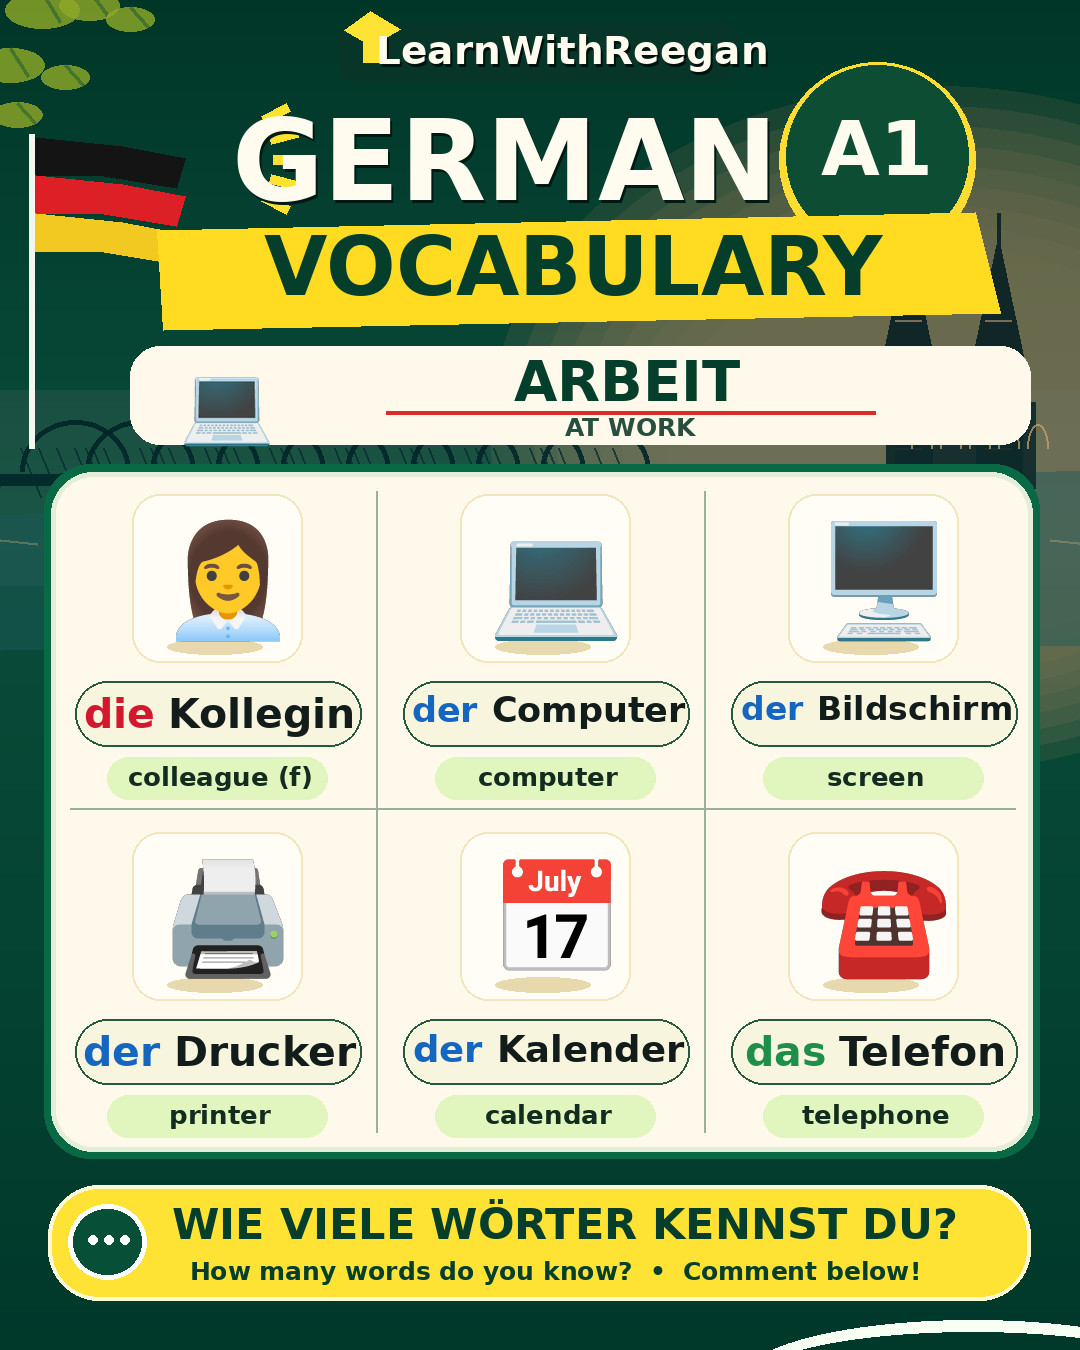 LearnWithReegan
GERMAN
A1
VOCABULARY
ARBEIT
AT WORK
die Kollegin
der Computer
der Bildschirm
colleague (f)
computer
screen
July
17
der Drucker
der Kalender
das Telefon
printer
calendar
telephone
WIE VIELE WÖRTER KENNST DU?
How many words do you know? • Comment below!